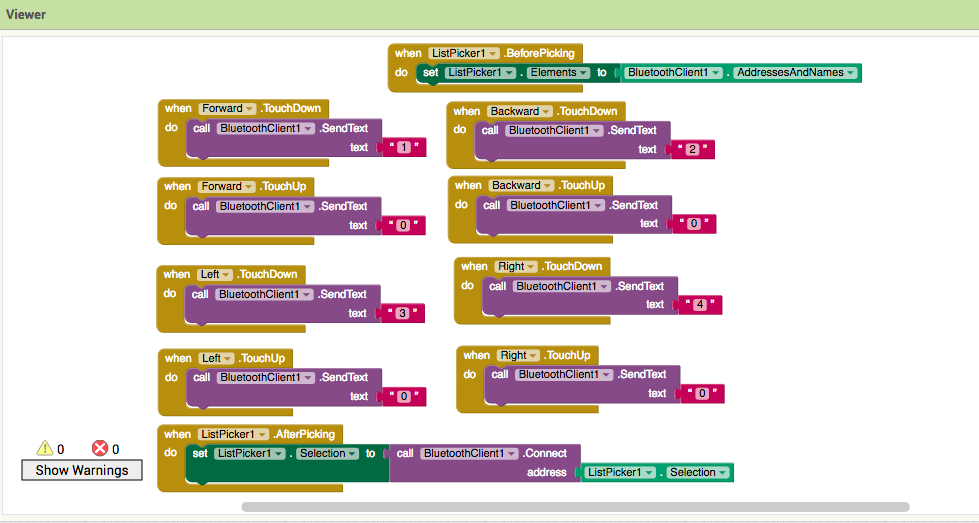 Viewer
when ListPicker1 .BeforePicking
do set ListPicker1 . Elements to BluetoothClient1 . AddressesAndNames
when Forward .TouchDown
do call BluetoothClient1 .SendText
text " 1 "
when Backward .TouchDown
do call BluetoothClient1 .SendText
text " 2 "
when Forward .TouchUp
do call BluetoothClient1 .SendText
text " 0 "
when Backward .TouchUp
do call BluetoothClient1 .SendText
text " 0 "
when Left .TouchDown
do call BluetoothClient1 .SendText
text " 3 "
when Right .TouchDown
do call BluetoothClient1 .SendText
text " 4 "
when Left .TouchUp
do call BluetoothClient1 .SendText
text " 0 "
when Right .TouchUp
do call BluetoothClient1 .SendText
text " 0 "
when ListPicker1 .AfterPicking
do set ListPicker1 . Selection to call BluetoothClient1 .Connect
address ListPicker1 . Selection
0 0
Show Warnings